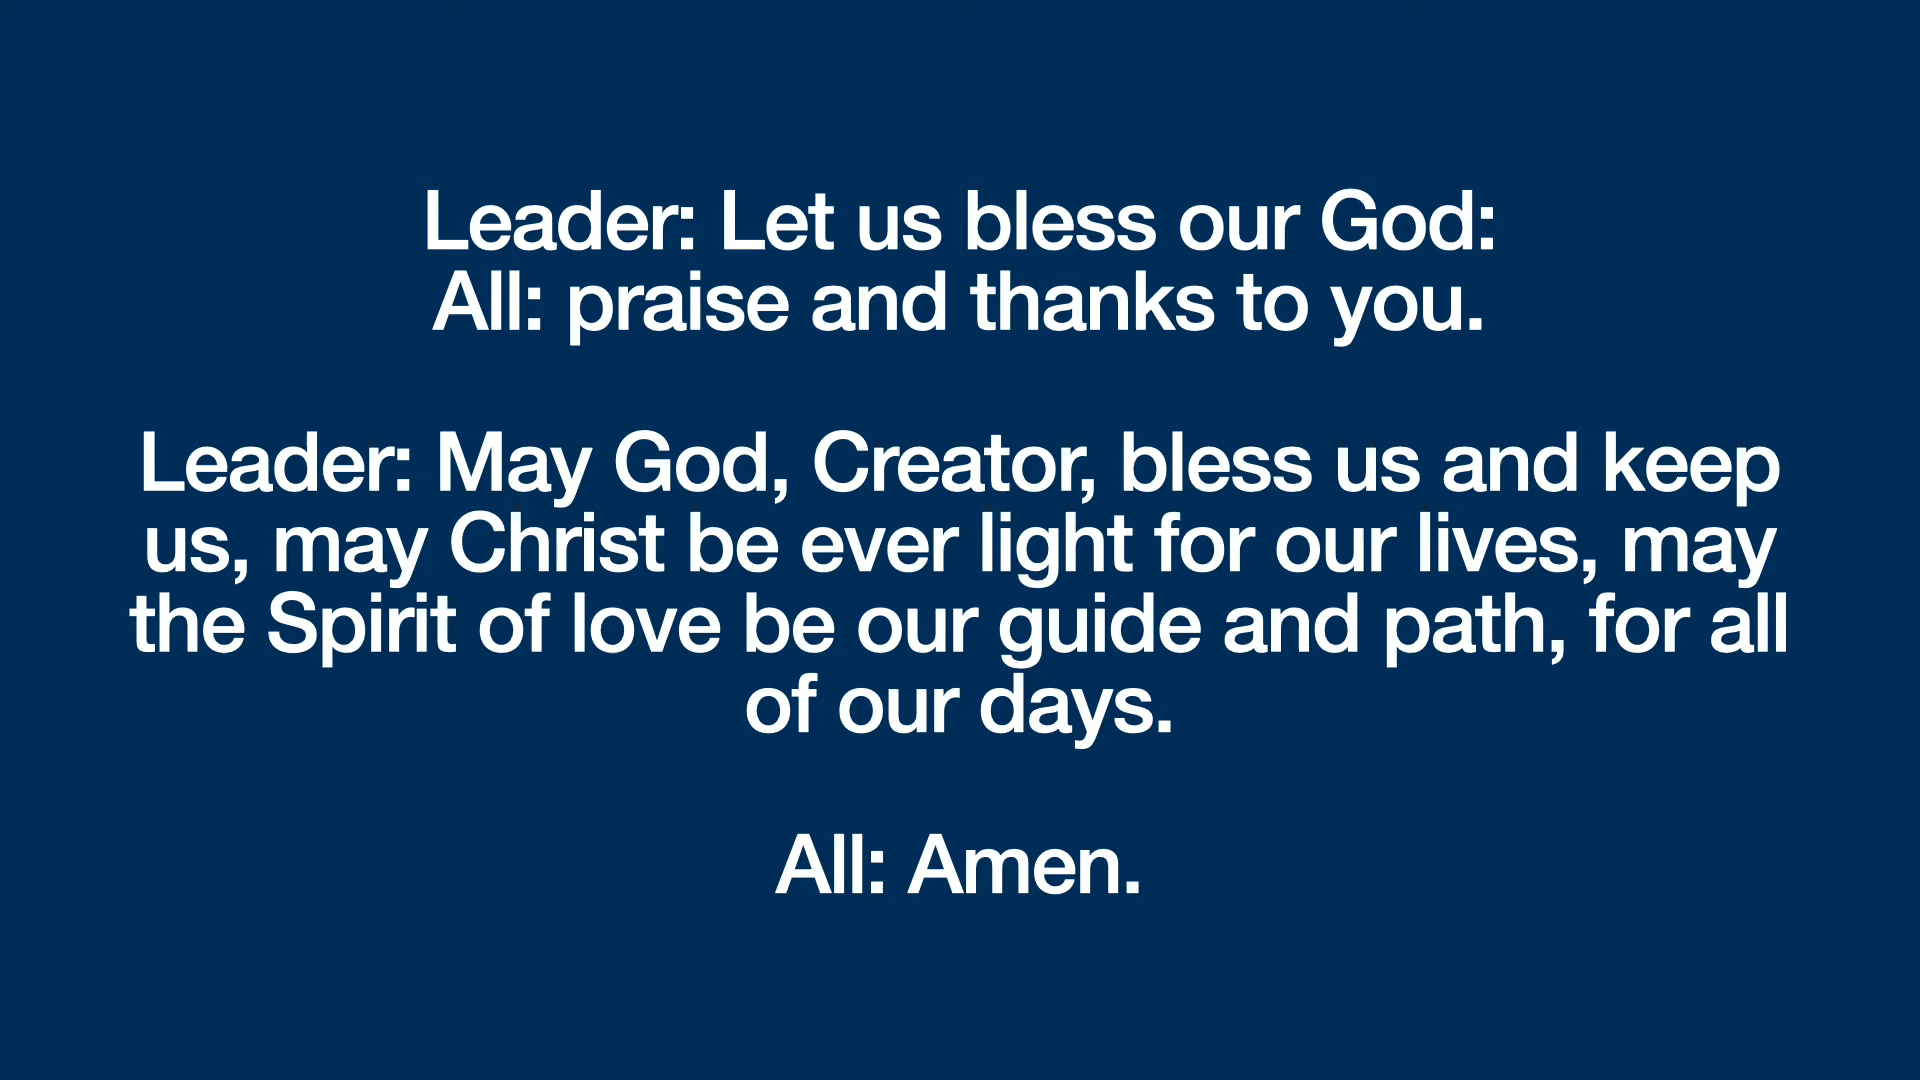 Leader: Let us bless our God:
All: praise and thanks to you.
Leader: May God, Creator, bless us and keep
us, may Christ be ever light for our lives, may
the Spirit of love be our guide and path, for all
of our days.
All: Amen.